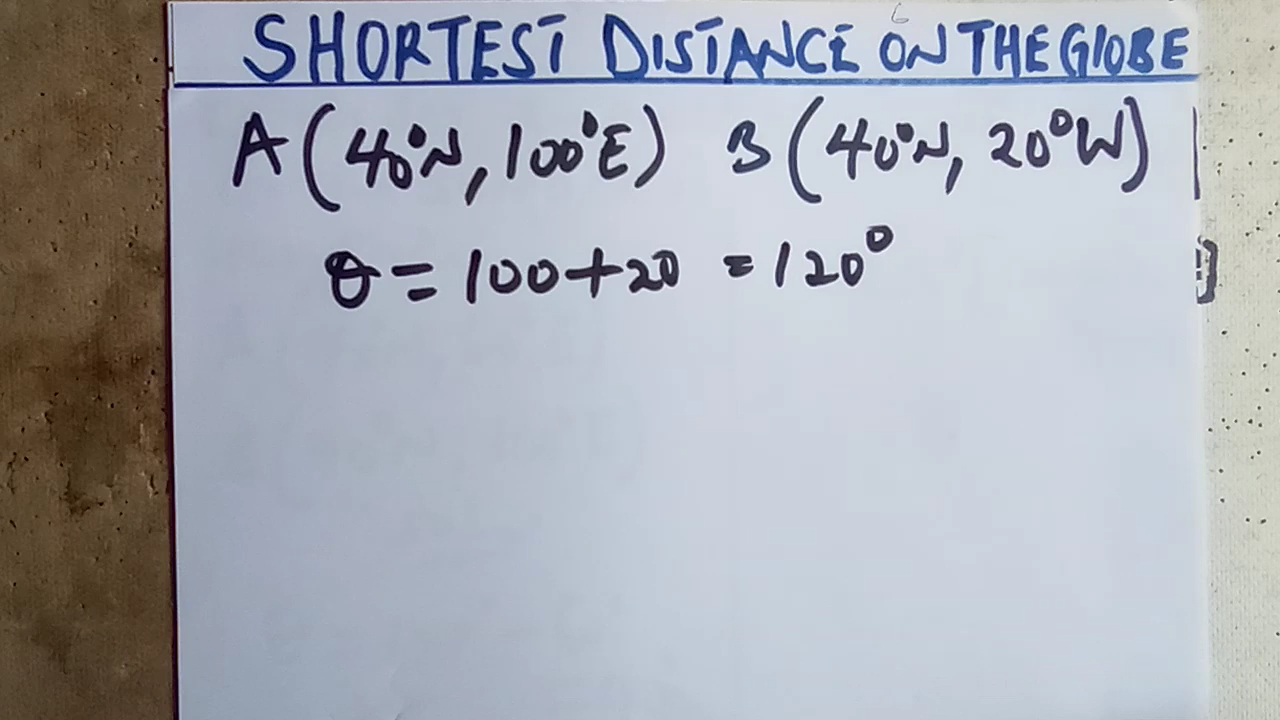 SHORTEST DISTANCE ON THE GLOBE
A (40°N, 100°E) B (40°N, 20°W)
θ = 100 + 20 = 120°